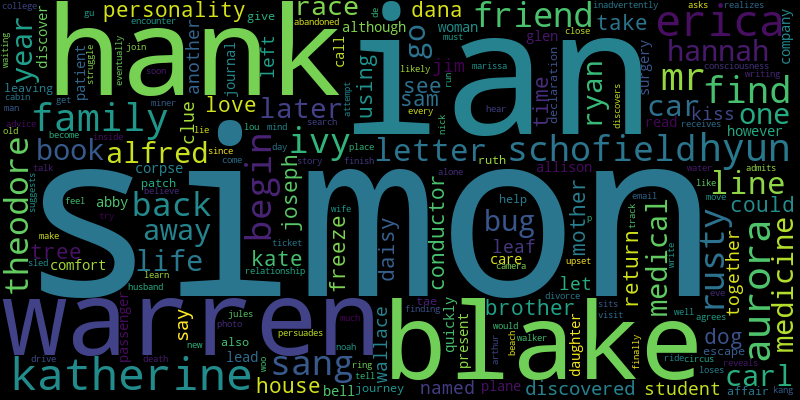 gu encounter personality race dana glen must declaration college inadvertently asks realizes
waiting year discover patient hank another left call journal give although woman friend close likely marissa erica hannah company writing
leaving jim using go see sam time take consciousness
cabin get miner love later clue ryan surgery mr find
man family lie search attempt every run discovers car kiss one
old become inside lou mind ivy hear nick read receives however
advice book alfred since day place letter schofield hyun
theodore suggests talk corpse come story finish ruth allison water admits line
feel patch believe begin joseph ian alone like move could
make abby back simon help p email
try away kate daisy conductor bug mother track write medical rusty together medicine
tree life wife freeze leaf
sled comfort learn ticket care upset let return aurora
husband relationship camera divorce sits eve
warren jules tae brother visit well agrees dog
passenger say photo persuades much wallace finding quickly would arthur beach daughter finally escape
new also noah present walker ride circus
katherine sang lead woo ring named plane discovered reveals carl
drive death house bell tell journey de blake join soon struggle eventually abandoned student loses affair kang